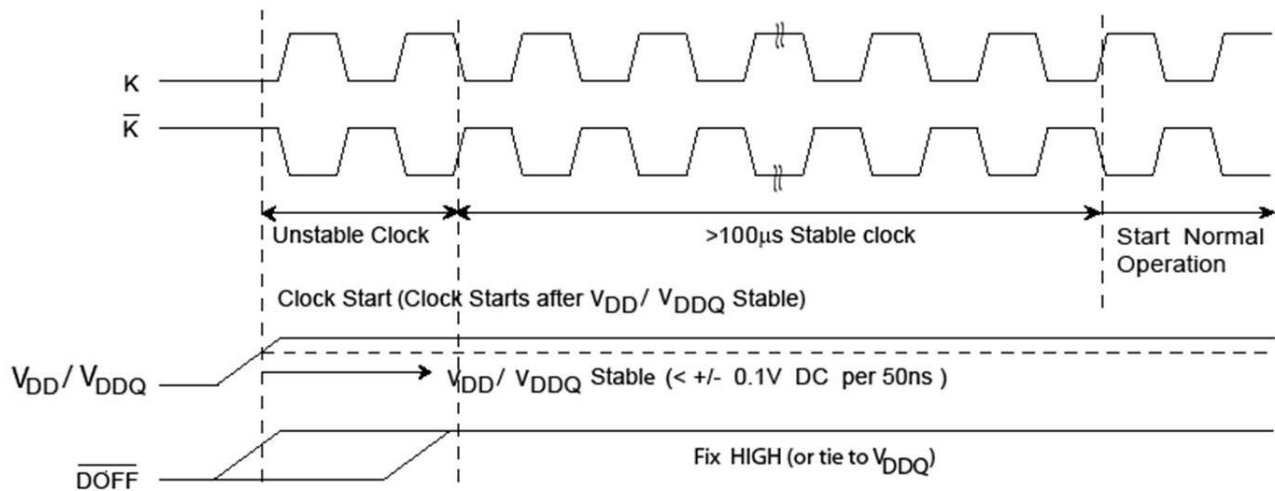 K
K̅
Unstable Clock
>100μs Stable clock
Start Normal
Operation
Clock Start (Clock Starts after VDD/ VDDQ Stable)
VDD/ VDDQ
VDD/ VDDQ Stable (< +/- 0.1V DC per 50ns )
DOFF
Fix HIGH (or tie to VDDQ)